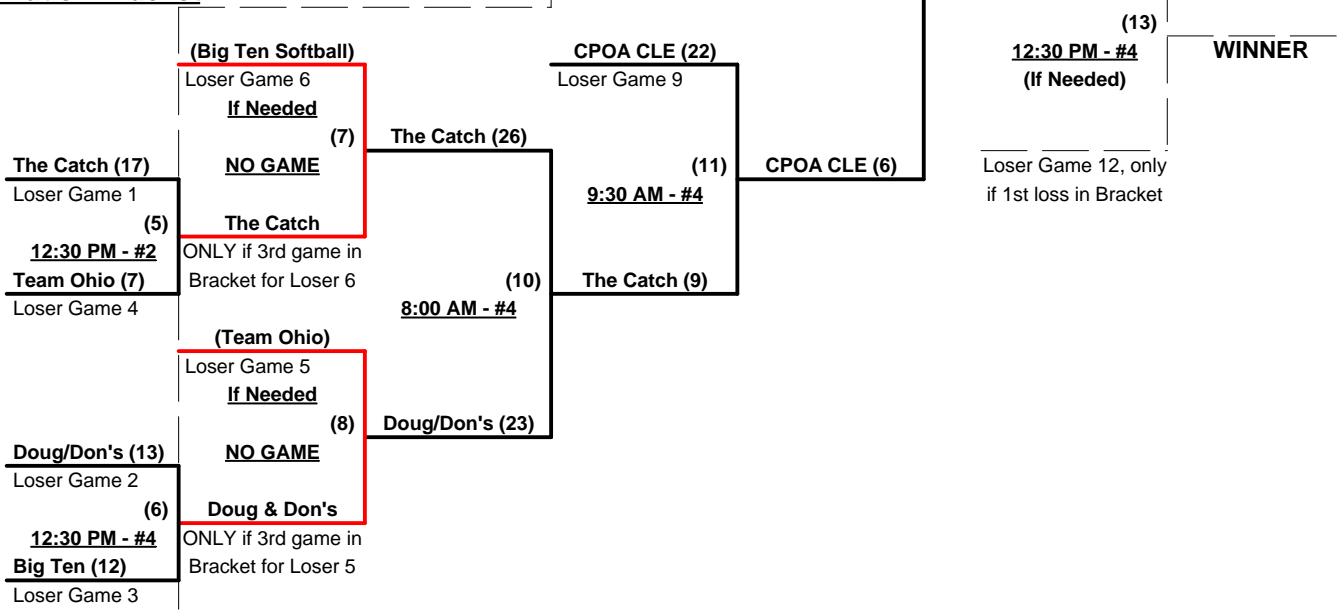 (13)
(Big Ten Softball)
CPOA CLE (22)
12:30 PM - #4
WINNER
Loser Game 6
Loser Game 9
(If Needed)
If Needed
(7)
The Catch (26)
The Catch (17)
NO GAME
(11)
CPOA CLE (6)
Loser Game 12, only
Loser Game 1
9:30 AM - #4
if 1st loss in Bracket
(5)
The Catch
12:30 PM - #2
ONLY if 3rd game in
Team Ohio (7)
Bracket for Loser 6
(10)
The Catch (9)
Loser Game 4
8:00 AM - #4
(Team Ohio)
Loser Game 5
If Needed
(8)
Doug/Don's (23)
Doug/Don's (13)
NO GAME
Loser Game 2
(6)
Doug & Don's
12:30 PM - #4
ONLY if 3rd game in
Big Ten (12)
Bracket for Loser 5
Loser Game 3